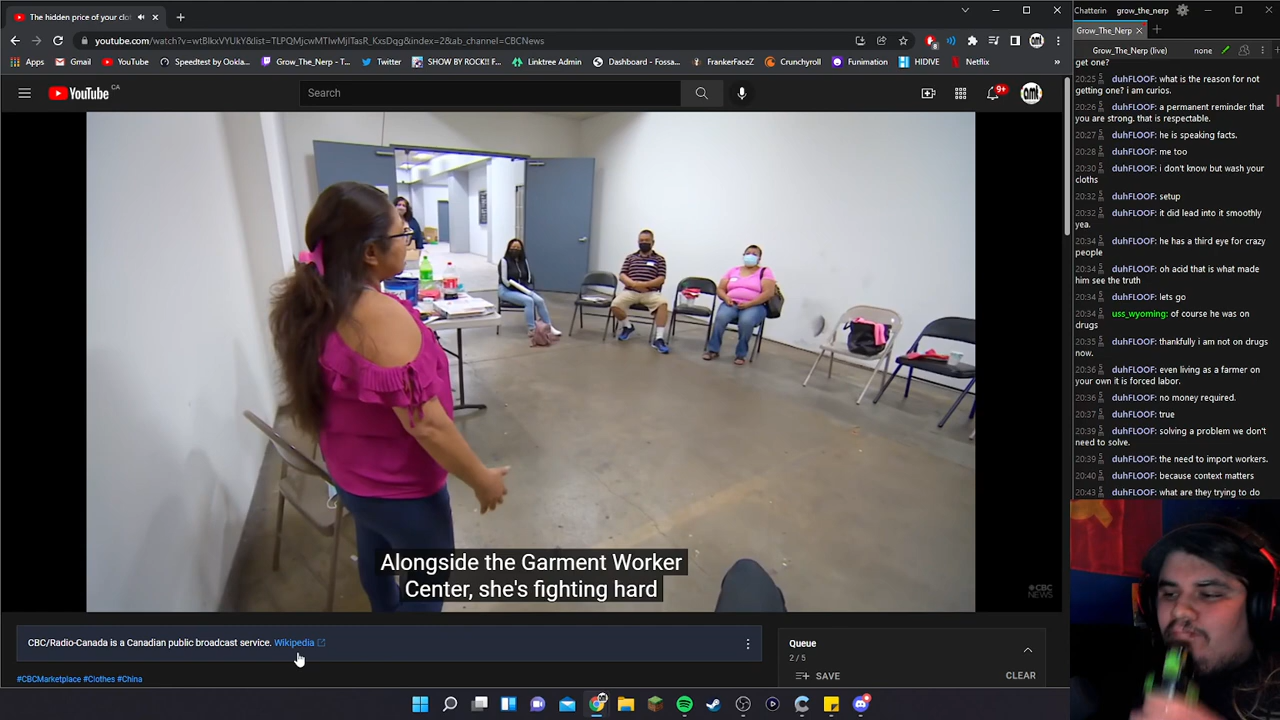 The hidden price of your clo
youtube.com/watch?v=wtBlkxVYUkY&list=TLPQMjcwMTIwMjITasR_KxsDqg&index=2&ab_channel=CBCNews
Apps
Gmail
YouTube
Speedtest by Ookla...
Grow_The_Nerp - T...
Twitter
SHOW BY ROCK!! F...
Linktree Admin
Dashboard - Fossa...
FrankerFaceZ
Crunchyroll
Funimation
HIDIVE
Netflix
YouTube CA
Search
9+
Alongside the Garment Worker
Center, she's fighting hard
CBC NEWS
CBC/Radio-Canada is a Canadian public broadcast service. Wikipedia
#CBCMarketplace #Clothes #China
Queue
2 / 5
SAVE
CLEAR
Chatterin
grow_the_nerp
Grow_The_Nerp
Grow_The_Nerp (live)
none
get one?
20:25 duhFLOOF: what is the reason for not
getting one? i am curios.
20:26 duhFLOOF: a permanent reminder that
you are strong. that is respectable.
20:27 duhFLOOF: he is speaking facts.
20:28 duhFLOOF: me too
20:30 duhFLOOF: i don't know but wash your
cloths
20:32 duhFLOOF: setup
20:32 duhFLOOF: it did lead into it smoothly
yea.
20:34 duhFLOOF: he has a third eye for crazy
people
20:34 duhFLOOF: oh acid that is what made
him see the truth
20:34 duhFLOOF: lets go
20:34 uss_wyoming: of course he was on
drugs
20:35 duhFLOOF: thankfully i am not on drugs
now.
20:36 duhFLOOF: even living as a farmer on
your own it is forced labor.
20:36 duhFLOOF: no money required.
20:37 duhFLOOF: true
20:39 duhFLOOF: solving a problem we don't
need to solve.
20:39 duhFLOOF: the need to import workers.
20:40 duhFLOOF: because context matters
20:43 duhFLOOF: what are they trying to do